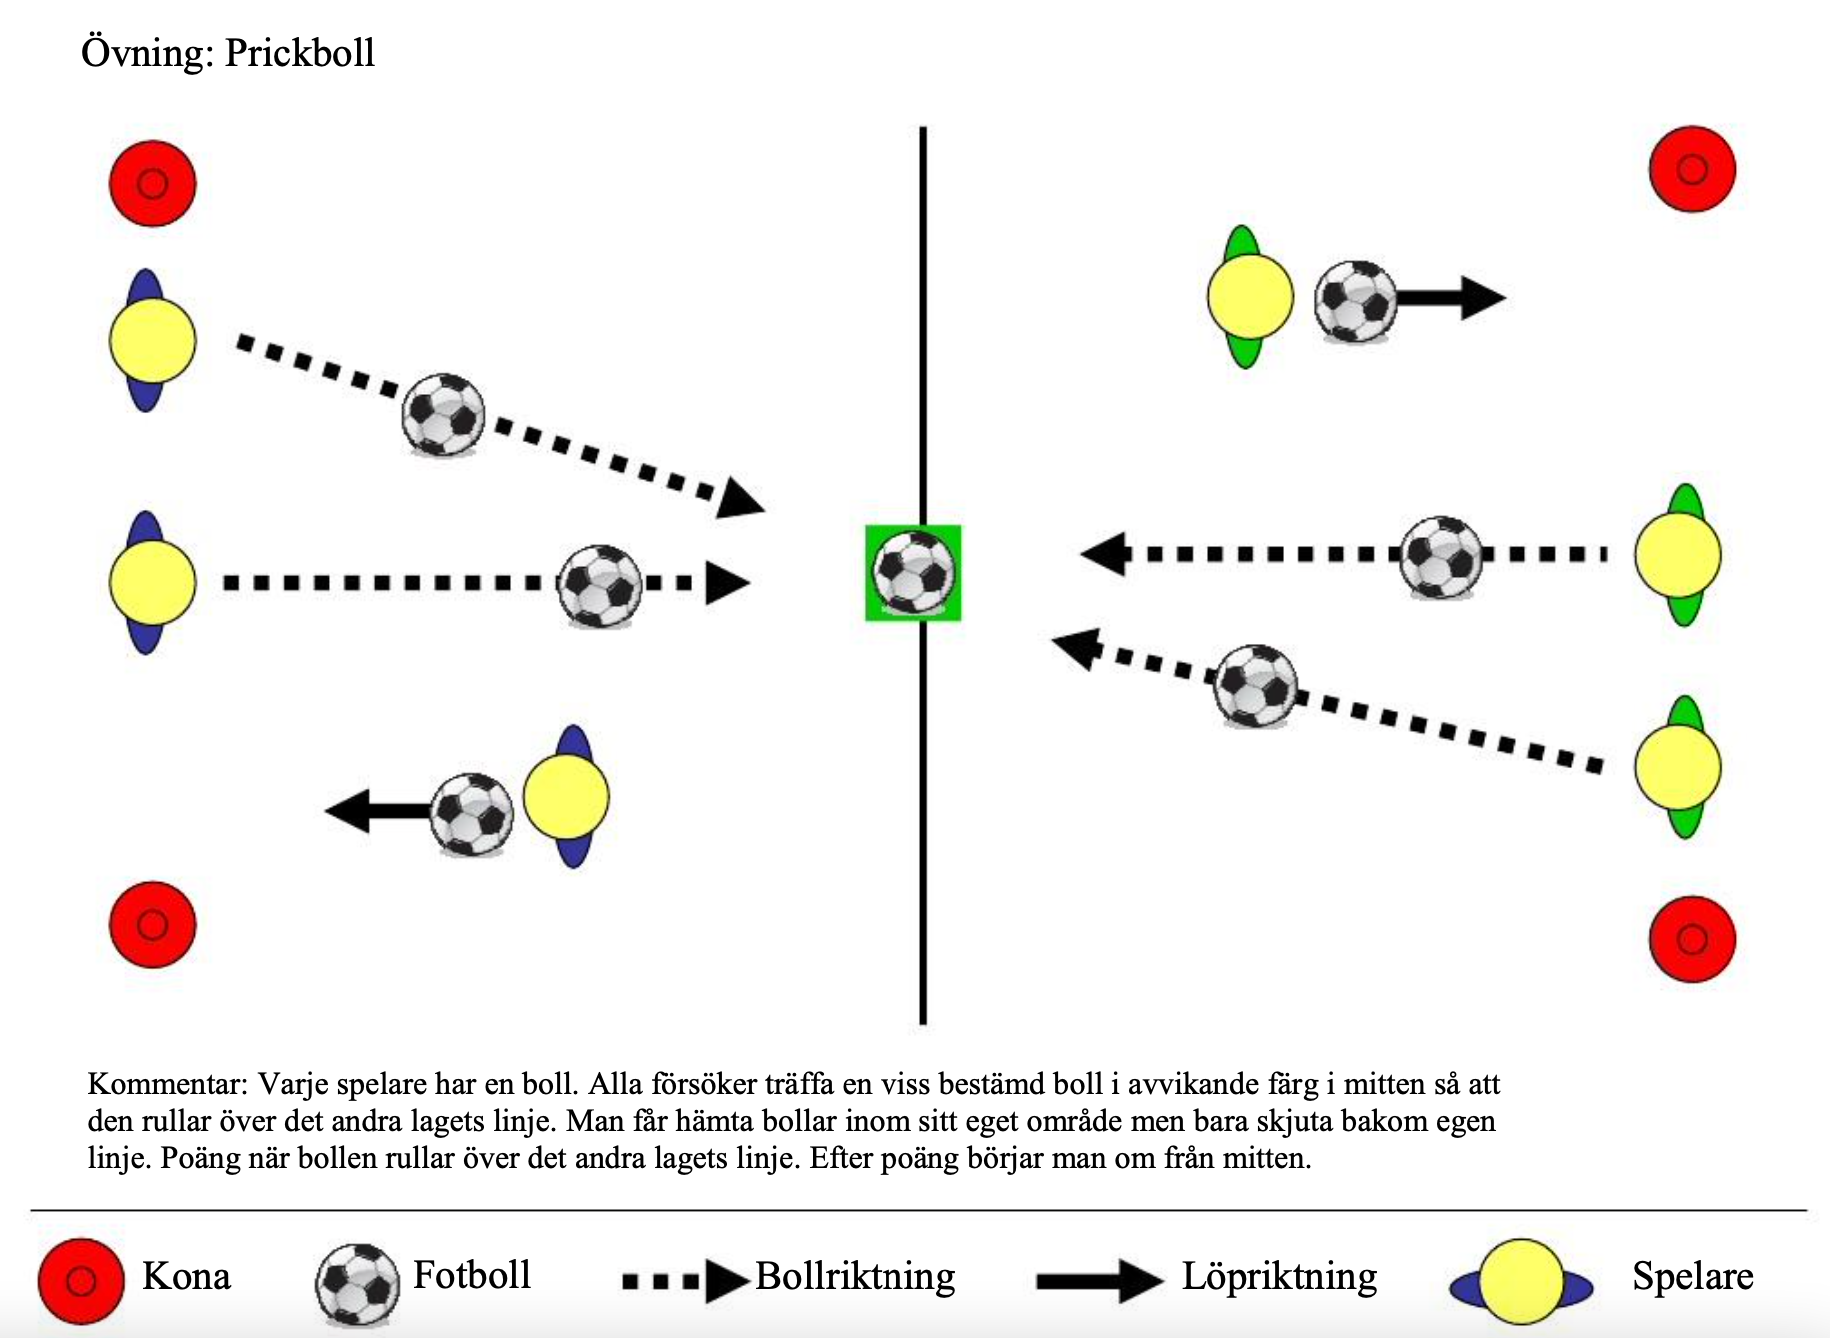 Övning: Prickboll
Kommentar: Varje spelare har en boll. Alla försöker träffa en viss bestämd boll i avvikande färg i mitten så att
den rullar över det andra lagets linje. Man får hämta bollar inom sitt eget område men bara skjuta bakom egen
linje. Poäng när bollen rullar över det andra lagets linje. Efter poäng börjar man om från mitten.
Kona Fotboll Bollriktning Löpriktning Spelare